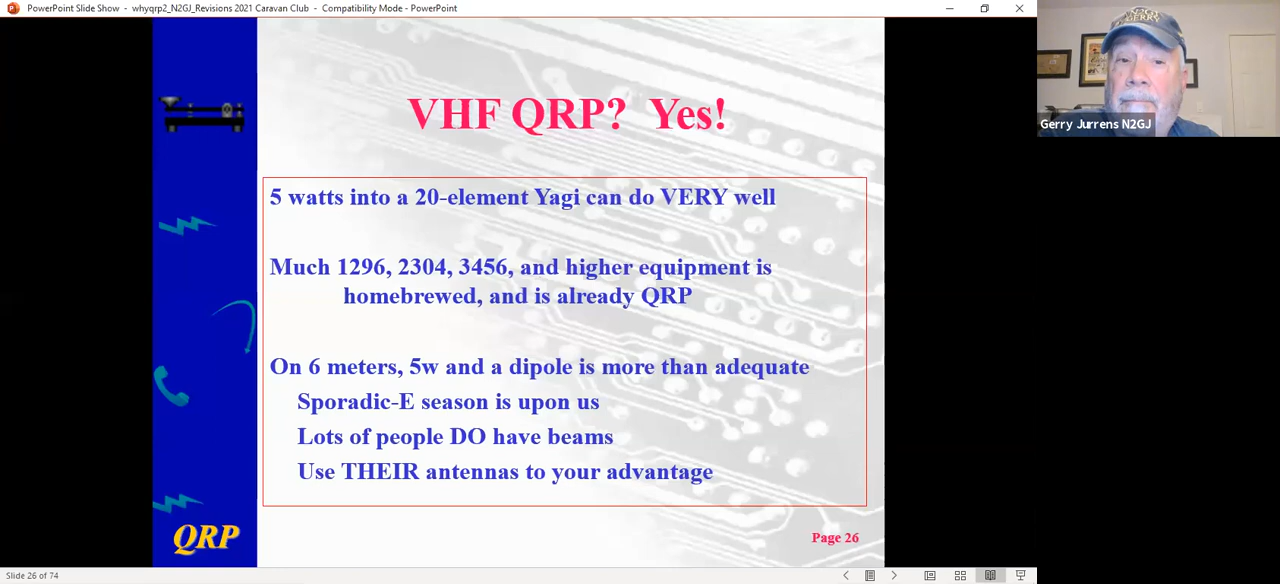 PowerPoint Slide Show - whyqrp2_N2GJ_Revisions 2021 Caravan Club - Compatibility Mode - PowerPoint
VHF QRP? Yes!
5 watts into a 20-element Yagi can do VERY well
Much 1296, 2304, 3456, and higher equipment is
homebrewed, and is already QRP
On 6 meters, 5w and a dipole is more than adequate
Sporadic-E season is upon us
Lots of people DO have beams
Use THEIR antennas to your advantage
QRP
Page 26
Slide 26 of 74
N2GJ
GERRY
Gerry Jurrens N2GJ